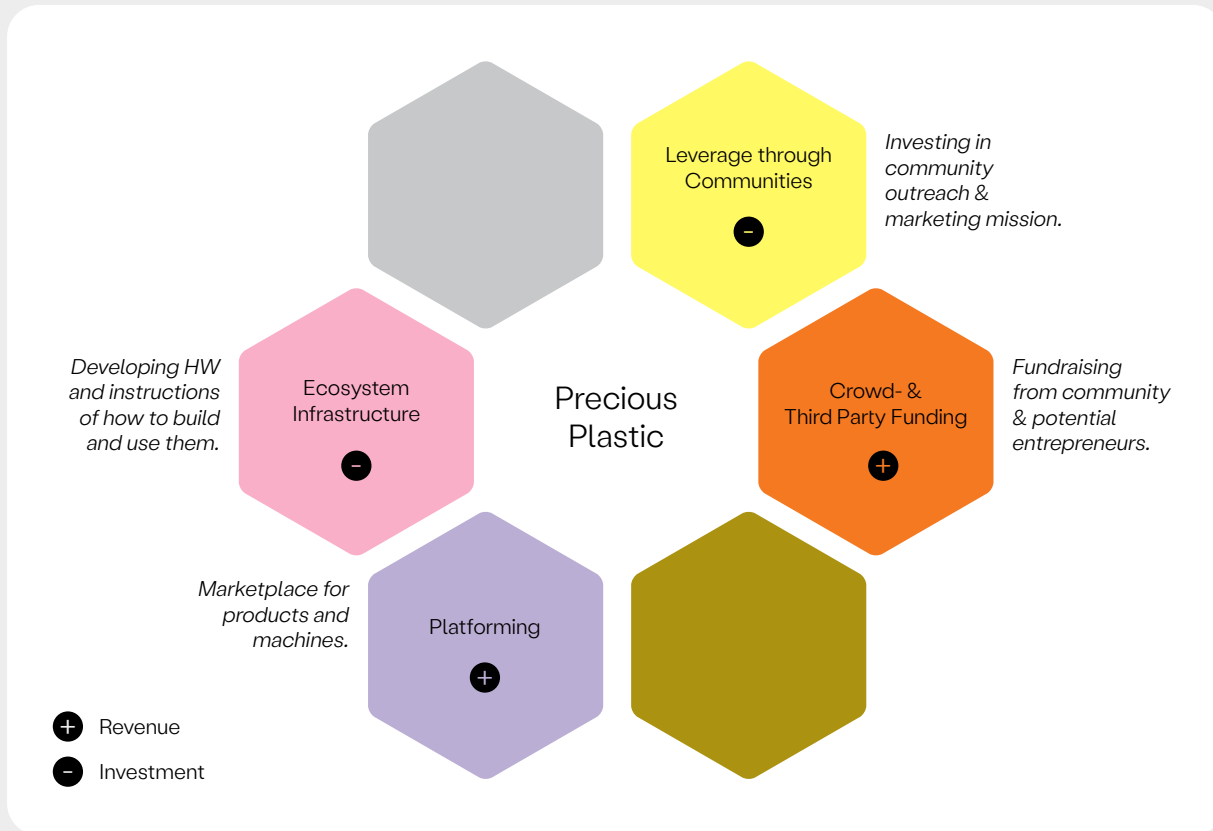 Leverage through
Communities
-
Investing in
community
outreach &
marketing mission.
Developing HW
and instructions
of how to build
and use them.
Ecosystem
Infrastructure
-
Precious
Plastic
Crowd- &
Third Party Funding
+
Fundraising
from community
& potential
entrepreneurs.
Marketplace for
products and
machines.
Platforming
+
+ Revenue
- Investment